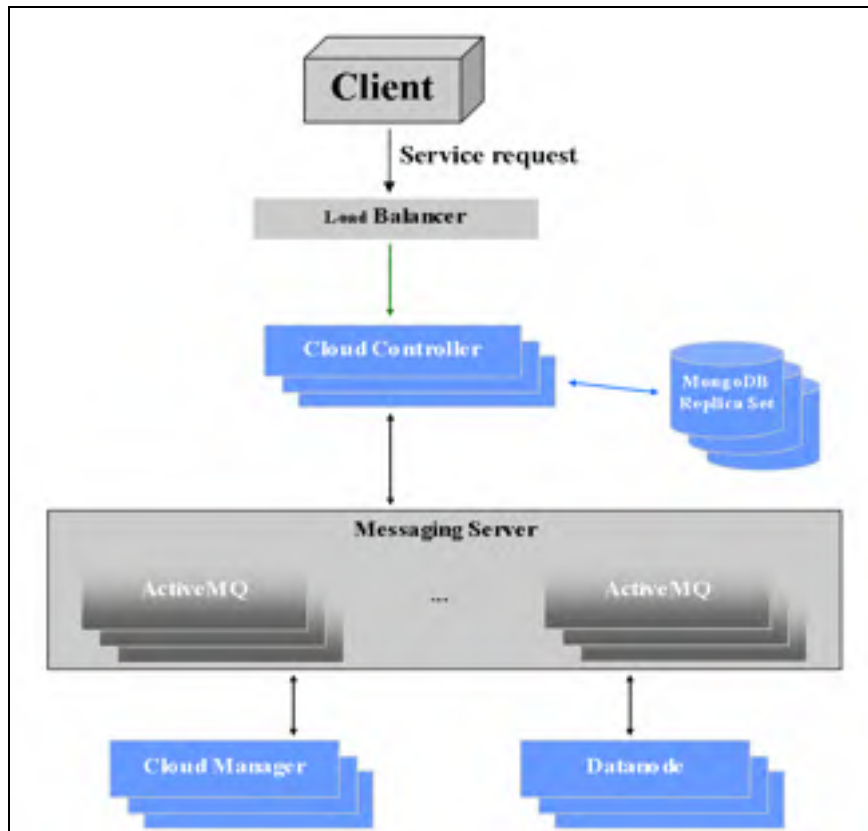 Client
Service request
Load Balancer
Cloud Controller
MongoDB
Replica Set
Messaging Server
ActiveMQ
...
ActiveMQ
Cloud Manager
Datanode